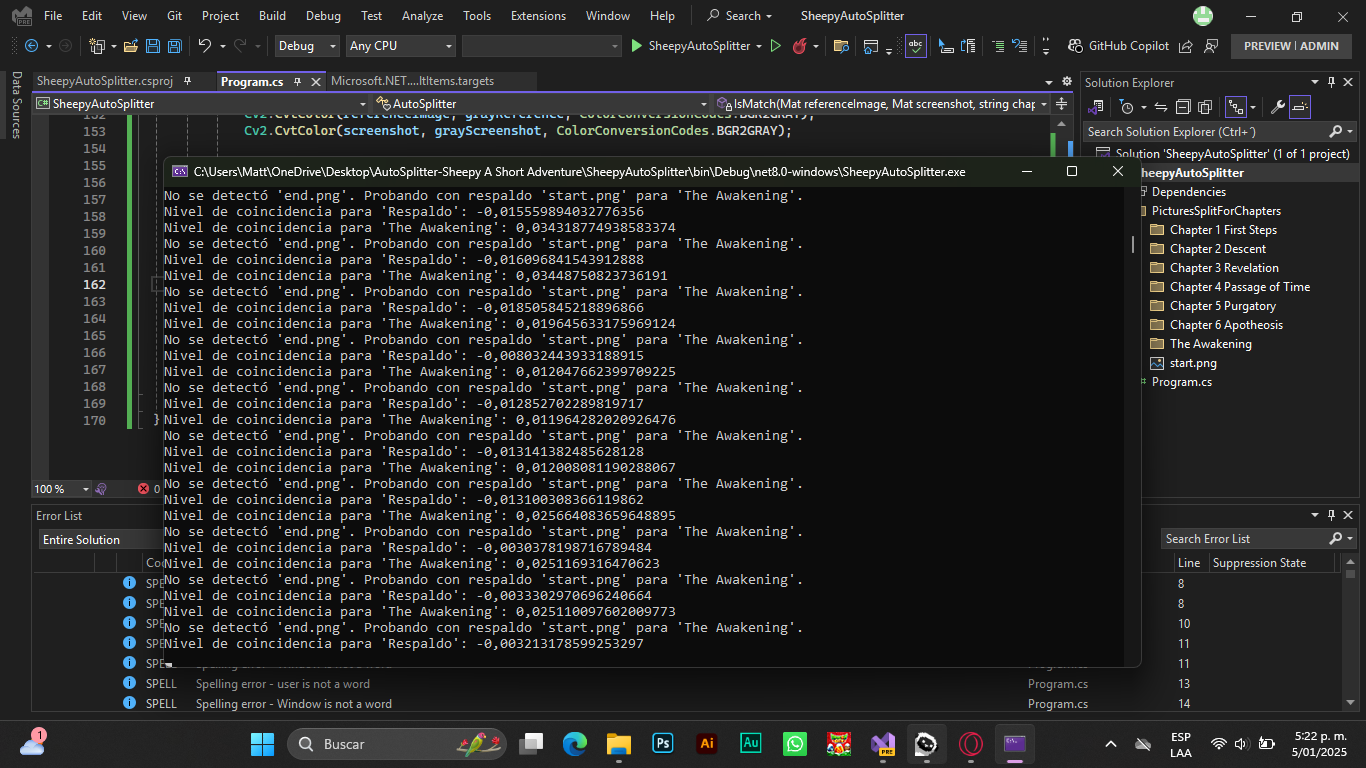 File Edit View Git Project Build Debug Test Analyze Tools Extensions Window Help Search SheepyAutoSplitter
Debug Any CPU SheepyAutoSplitter GitHub Copilot PREVIEW | ADMIN
Data Sources
SheepyAutoSplitter.csproj Program.cs Microsoft.NET....ltItems.targets
SheepyAutoSplitter AutoSplitter IsMatch(Mat referenceImage, Mat screenshot, string chap
152 Cv2.CvtColor(referenceImage, grayReference, ColorConversionCodes.BGR2GRAY);
153 Cv2.CvtColor(screenshot, grayScreenshot, ColorConversionCodes.BGR2GRAY);
154
155
156
157
158
159
160
161
162
163
164
165
166
167
168
169
170 }
C:\Users\Matt\OneDrive\Desktop\AutoSplitter-Sheepy A Short Adventure\SheepyAutoSplitter\bin\Debug\net8.0-windows\SheepyAutoSplitter.exe
No se detectó 'end.png'. Probando con respaldo 'start.png' para 'The Awakening'.
Nivel de coincidencia para 'Respaldo': -0,015559894032776356
Nivel de coincidencia para 'The Awakening': 0,034318774938583374
No se detectó 'end.png'. Probando con respaldo 'start.png' para 'The Awakening'.
Nivel de coincidencia para 'Respaldo': -0,016096841543912888
Nivel de coincidencia para 'The Awakening': 0,03448750823736191
No se detectó 'end.png'. Probando con respaldo 'start.png' para 'The Awakening'.
Nivel de coincidencia para 'Respaldo': -0,018505845218896866
Nivel de coincidencia para 'The Awakening': 0,019645633175969124
No se detectó 'end.png'. Probando con respaldo 'start.png' para 'The Awakening'.
Nivel de coincidencia para 'Respaldo': -0,008032443933188915
Nivel de coincidencia para 'The Awakening': 0,012047662399709225
No se detectó 'end.png'. Probando con respaldo 'start.png' para 'The Awakening'.
Nivel de coincidencia para 'Respaldo': -0,012852702289819717
Nivel de coincidencia para 'The Awakening': 0,011964282020926476
No se detectó 'end.png'. Probando con respaldo 'start.png' para 'The Awakening'.
Nivel de coincidencia para 'Respaldo': -0,013141382485628128
Nivel de coincidencia para 'The Awakening': 0,012008081190288067
No se detectó 'end.png'. Probando con respaldo 'start.png' para 'The Awakening'.
Nivel de coincidencia para 'Respaldo': -0,013100308366119862
Nivel de coincidencia para 'The Awakening': 0,025664083659648895
No se detectó 'end.png'. Probando con respaldo 'start.png' para 'The Awakening'.
Nivel de coincidencia para 'Respaldo': -0,0030378198716789484
Nivel de coincidencia para 'The Awakening': 0,0251169316470623
No se detectó 'end.png'. Probando con respaldo 'start.png' para 'The Awakening'.
Nivel de coincidencia para 'Respaldo': -0,0033302970696240664
Nivel de coincidencia para 'The Awakening': 0,025110097602009773
No se detectó 'end.png'. Probando con respaldo 'start.png' para 'The Awakening'.
Nivel de coincidencia para 'Respaldo': -0,003213178599253297
Solution Explorer
Search Solution Explorer (Ctrl+´)
Solution 'SheepyAutoSplitter' (1 of 1 project)
SheepyAutoSplitter
Dependencies
PicturesSplitForChapters
Chapter 1 First Steps
Chapter 2 Descent
Chapter 3 Revelation
Chapter 4 Passage of Time
Chapter 5 Purgatory
Chapter 6 Apotheosis
The Awakening
start.png
Program.cs
100 % 0
Error List
Entire Solution Search Error List
Line Suppression State
8
8
10
11
11
SPELL Spelling error - user is not a word Program.cs 13
SPELL Spelling error - Window is not a word Program.cs 14
1 Buscar Ps Ai Au PRE ESP LAA 5:22 p. m. 5/01/2025